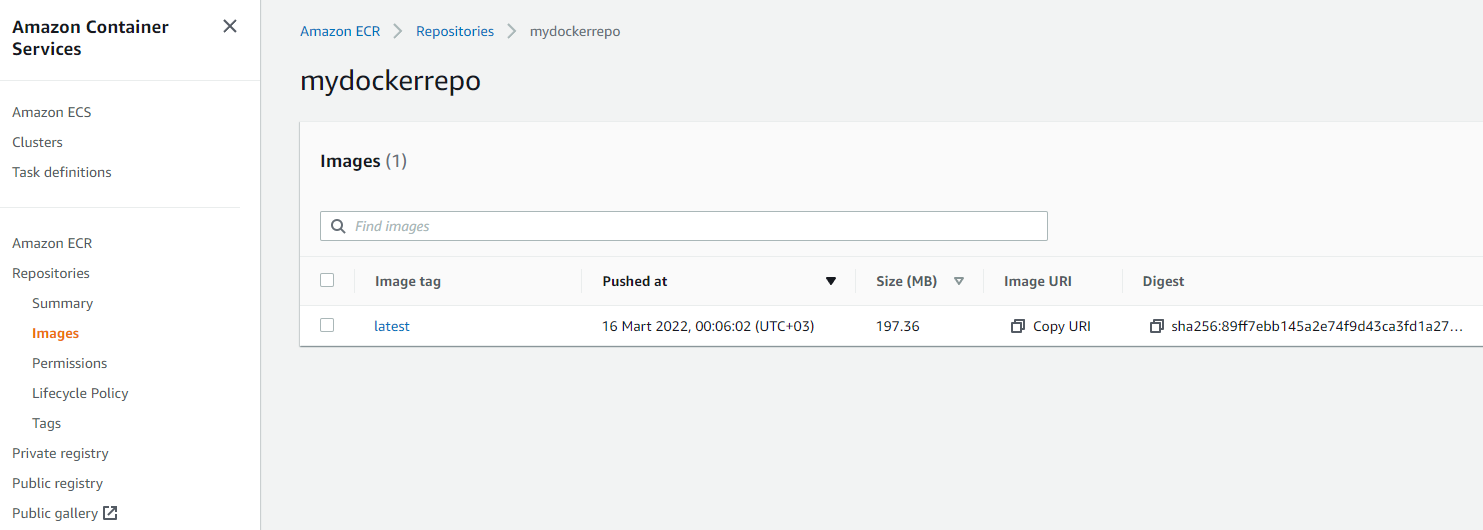 Amazon Container
Services
Amazon ECS
Clusters
Task definitions
Amazon ECR
Repositories
Summary
Images
Permissions
Lifecycle Policy
Tags
Private registry
Public registry
Public gallery
Amazon ECR > Repositories > mydockerrepo
mydockerrepo
Images (1)
Find images
Image tag Pushed at Size (MB) Image URI Digest
latest 16 Mart 2022, 00:06:02 (UTC+03) 197.36 Copy URI sha256:89ff7ebb145a2e74f9d43ca3fd1a27...